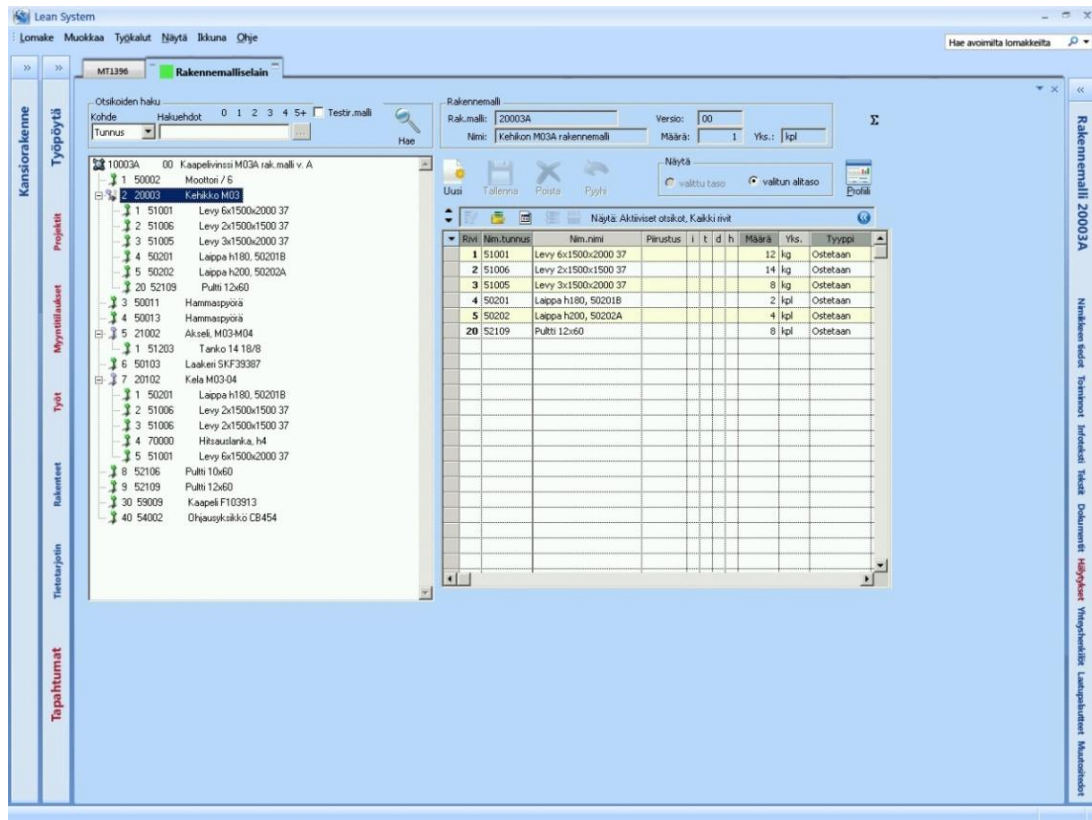 Lean System
Lomake Muokkaa Työkalut Näytä Ikkuna Ohje
Hae avoimilta lomakkeilta
MT1396 Rakennemalliselain
Kansiorakenne
Työpöytä
Projektit
Myyntitilaukset
Työt
Rakenteet
Tietotarjotin
Tapahtumat
Otsikoiden haku
Kohde Hakuehdot 0 1 2 3 4 5+ Testir.malli
Tunnus ... Hae
10003A 00 Kaapelivinssi M03A rak.malli v. A
1 50002 Moottori / 6
2 20003 Kehikko M03
1 51001 Levy 6x1500x2000 37
2 51006 Levy 2x1500x1500 37
3 51005 Levy 3x1500x2000 37
4 50201 Laippa h180, 50201B
5 50202 Laippa h200, 50202A
20 52109 Pultti 12x60
3 50011 Hammaspyörä
4 50013 Hammaspyörä
5 21002 Akseli, M03-M04
1 51203 Tanko 14 18/8
6 50103 Laakeri SKF39387
7 20102 Kela M03-04
1 50201 Laippa h180, 50201B
2 51006 Levy 2x1500x1500 37
3 51006 Levy 2x1500x1500 37
4 70000 Hitsauslanka, h4
5 51001 Levy 6x1500x2000 37
8 52106 Pultti 10x60
9 52109 Pultti 12x60
30 59009 Kaapeli F103913
40 54002 Ohjausyksikkö CB454
Rakennemalli
Rak.malli: 20003A Versio: 00
Nimi: Kehikon M03A rakennemalli Määrä: 1 Yks.: kpl
Σ
Uusi Tallenna Poista Pyyhi
Näytä
valittu taso valitun alitaso
Profiili
Näytä: Aktiiviset otsikot, Kaikki rivit
Rivi Nim.tunnus Nim.nimi Piirustus i t d h Määrä Yks. Tyyppi
1 51001 Levy 6x1500x2000 37 12 kg Ostetaan
2 51006 Levy 2x1500x1500 37 14 kg Ostetaan
3 51005 Levy 3x1500x2000 37 8 kg Ostetaan
4 50201 Laippa h180, 50201B 2 kpl Ostetaan
5 50202 Laippa h200, 50202A 4 kpl Ostetaan
20 52109 Pultti 12x60 8 kpl Ostetaan
Rakennemalli 20003A
Nimikkeen tiedot Toiminnot Infoteksti Tekstit Dokumentit Hälytykset Yhteyshenkilöt Laatupalautteet Muutostiedot